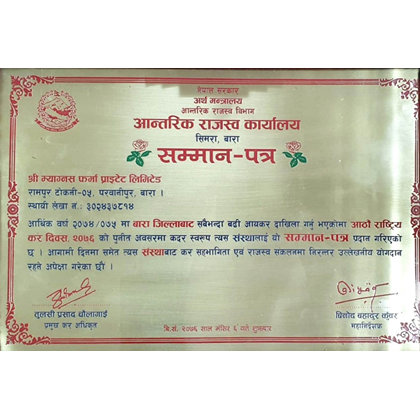 नेपाल सरकार
अर्थ मन्त्रालय
आन्तरिक राजस्व विभाग
आन्तरिक राजस्व कार्यालय
सिमरा, बारा
सम्मान-पत्र
श्री म्याग्नस फर्मा प्राइटेट लिमिटेड
रामपुर टोकनी-०५, परवानीपुर, बारा ।
स्थायी लेखा नं.: ३०२४३७८१४
आर्थिक वर्ष २०७४/०७५ मा बारा जिल्लाबाट सबैभन्दा बढी आयकर दाखिला गर्नु भएकोमा आठौं राष्ट्रिय
कर दिवस, २०७६ को पुनीत अवसरमा कदर स्वरूप त्यस संस्थालाई यो सम्मान-पत्र प्रदान गरिएको
छ । आगामी दिनमा समेत त्यस संस्थाबाट कर सहभागिता एवं राजस्व संकलनमा निरन्तर उल्लेखनीय योगदान
रहने अपेक्षा गरेका छौं ।
तुलसी प्रसाद धौलागाई
प्रमुख कर अधिकृत
बि.सं. २०७६ साल मंसिर ६ गते शुक्रबार
बहादुर कुंवर
महानिर्देशक